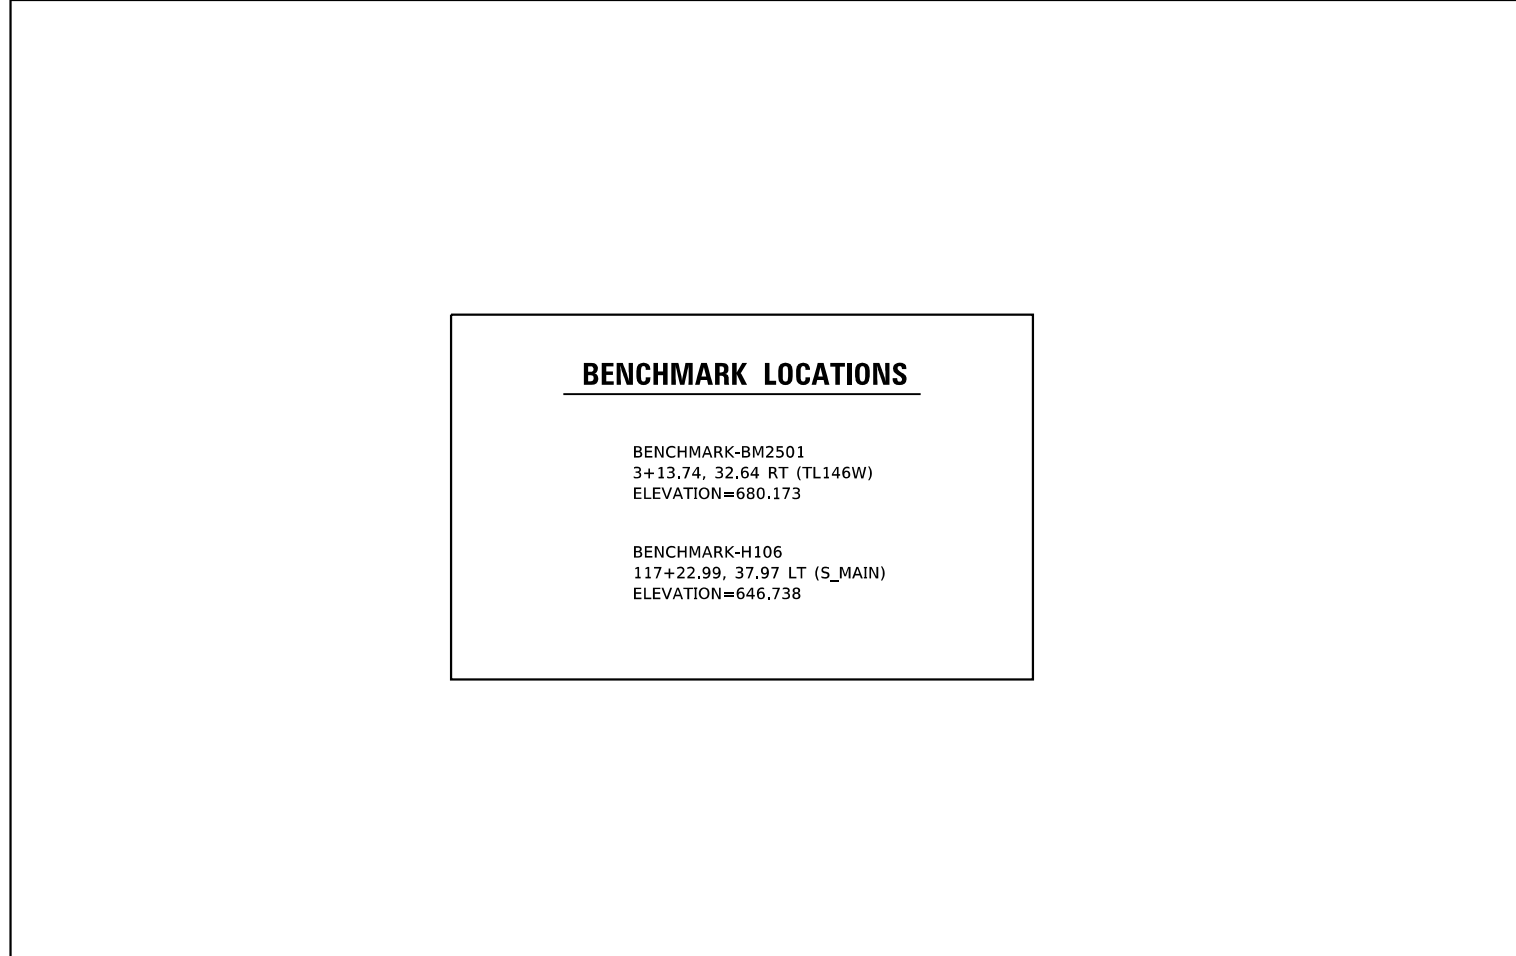 BENCHMARK LOCATIONS
BENCHMARK-BM2501
3+13.74, 32.64 RT (TL146W)
ELEVATION=680.173
BENCHMARK-H106
117+22.99, 37.97 LT (S_MAIN)
ELEVATION=646.738